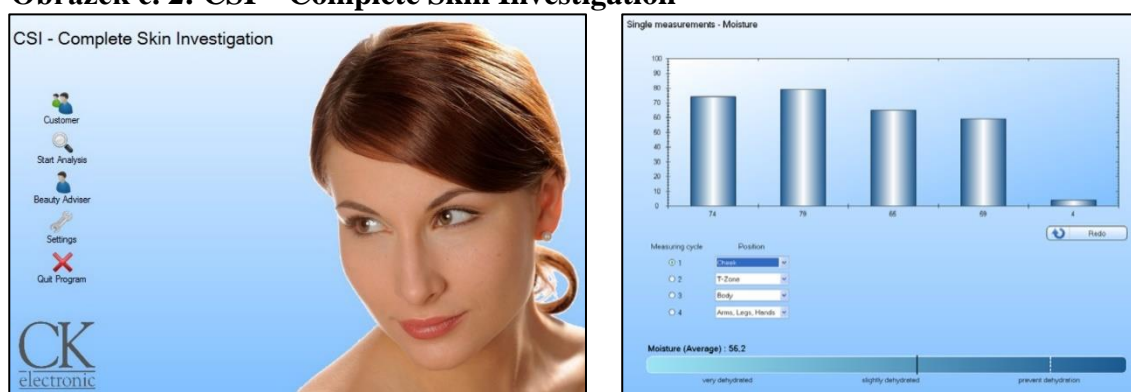 Obrázek č. 2: CSI – Complete Skin Investigation
CSI - Complete Skin Investigation
Customer
Start Analysis
Beauty Adviser
Settings
Quit Program
CK
electronic
Single measurements - Moisture
100
90
80
70
60
50
40
30
20
10
0
74 79 65 59 4
Redo
Measuring cycle Position
1 Cheek
2 T-Zone
3 Body
4 Arms, Legs, Hands
Moisture (Average) : 56.2
very dehydrated slightly dehydrated prevent dehydration